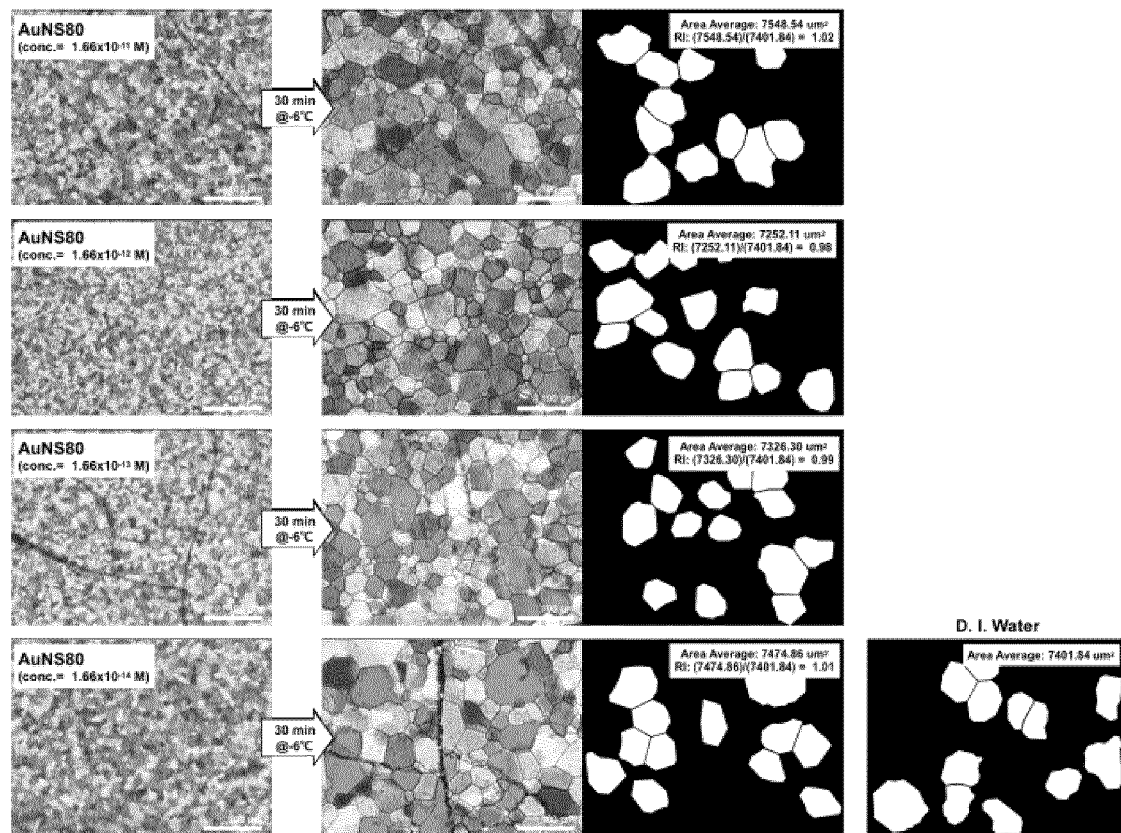 AuNS80
(conc.= 1.66x10⁻¹¹ M)
30 min
@-6°C
Area Average: 7548.54 um²
RI: (7548.54)/(7401.84) = 1.02
AuNS80
(conc.= 1.66x10⁻¹² M)
30 min
@-6°C
Area Average: 7252.11 um²
RI: (7252.11)/(7401.84) = 0.98
AuNS80
(conc.= 1.66x10⁻¹³ M)
30 min
@-6°C
Area Average: 7326.30 um²
RI: (7326.30)/(7401.84) = 0.99
AuNS80
(conc.= 1.66x10⁻¹⁴ M)
30 min
@-6°C
Area Average: 7474.86 um²
RI: (7474.86)/(7401.84) = 1.01
D. I. Water
Area Average: 7401.84 um²